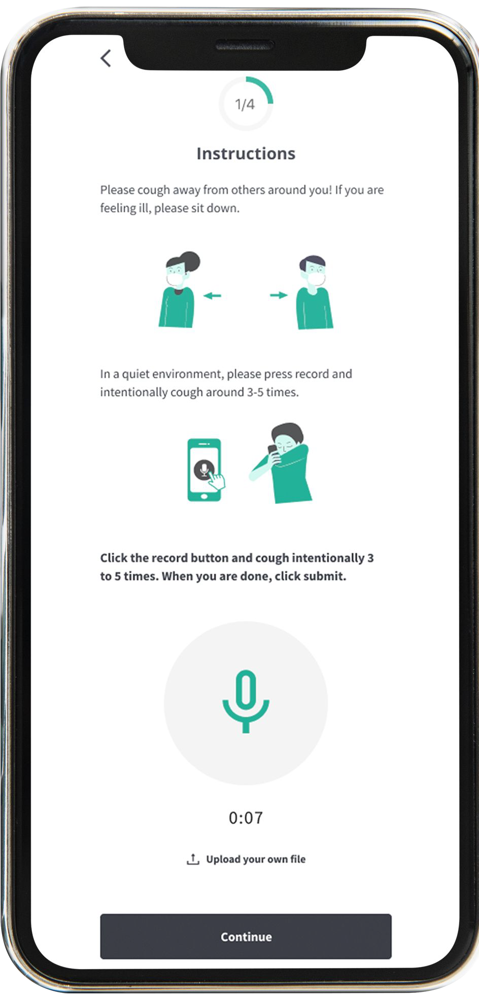 1/4
Instructions
Please cough away from others around you! If you are
feeling ill, please sit down.
In a quiet environment, please press record and
intentionally cough around 3-5 times.
Click the record button and cough intentionally 3
to 5 times. When you are done, click submit.
0:07
Upload your own file
Continue